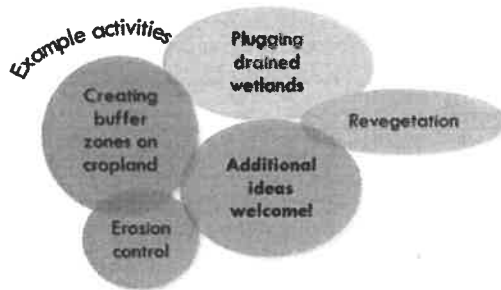 Example activities
Plugging
drained
wetlands
Creating
buffer
zones on
cropland
Revegetation
Additional
ideas
welcome!
Erosion
control